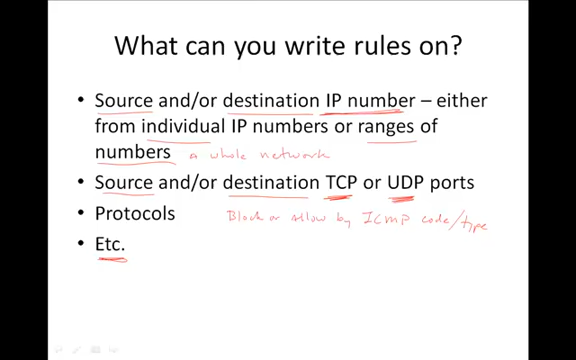 What can you write rules on?
• Source and/or destination IP number – either
from individual IP numbers or ranges of
numbers a whole network
• Source and/or destination TCP or UDP ports
• Protocols Block or allow by ICMP code/type
• Etc.